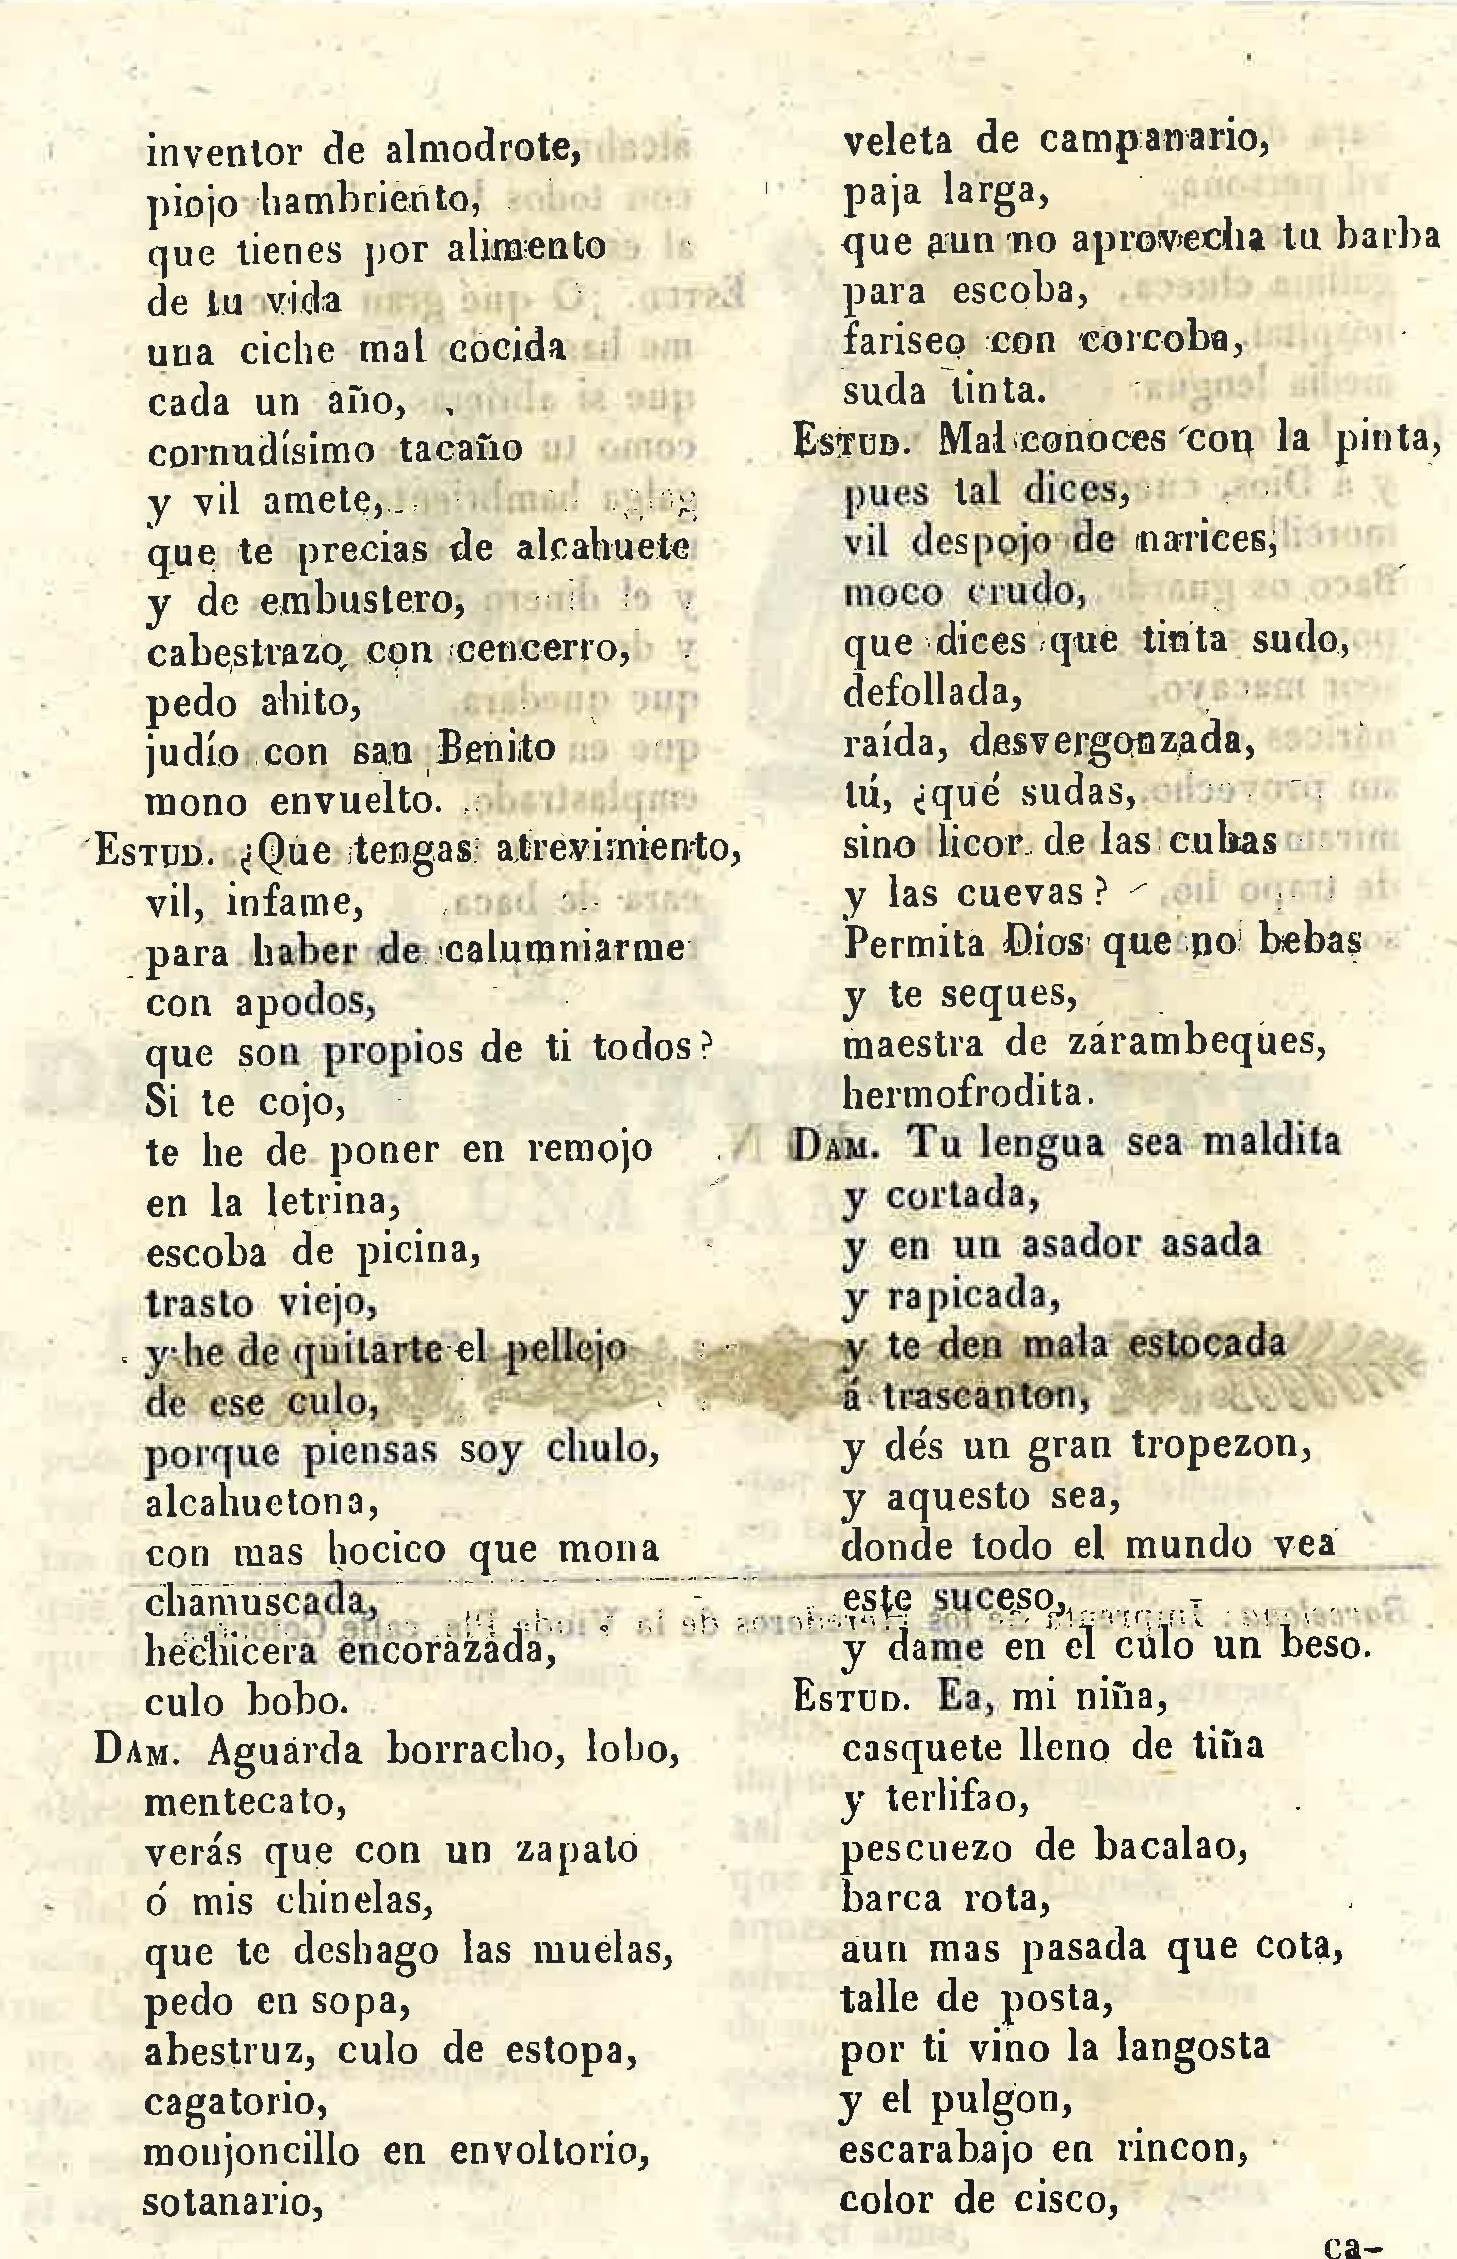 inventor de almodrote,
piojo hambriento,
que tienes por alimento
de tu vida
una ciche mal cocida
cada un año,
cornudísimo tacaño
y vil amete,
que te precias de alcahuete
y de embustero,
cabestrazo con cencerro,
pedo ahito,
judío con san Benito
mono envuelto.
ESTUD. ¿Que tengas atrevimiento,
vil, infame,
para haber de calumniarme
con apodos,
que son propios de ti todos?
Si te cojo,
te he de poner en remojo
en la letrina,
escoba de picina,
trasto viejo,
y he de quitarte el pellejo
de ese culo,
porque piensas soy chulo,
alcahuetona,
con mas hocico que mona
chamuscada,
hechicera encorazada,
culo bobo.
DAM. Aguarda borracho, lobo,
mentecato,
verás que con un zapato
ó mis chinelas,
que te deshago las muelas,
pedo en sopa,
abestruz, culo de estopa,
cagatorio,
moujoncillo en envoltorio,
sotanario,
veleta de campanario,
paja larga,
que aun no aprovecha tu barba
para escoba,
fariseo con corcoba,
suda tinta.
ESTUD. Mal conoces con la pinta,
pues tal dices,
vil despojo de narices,
moco crudo,
que dices que tinta sudo,
defollada,
raída, desvergonzada,
tú, ¿qué sudas,
sino licor de las cubas
y las cuevas?
Permita Dios que no bebas
y te seques,
maestra de zarambeques,
hermofrodita.
DAM. Tu lengua sea maldita
y cortada,
y en un asador asada
y rapicada,
y te den mala estocada
á trascanton,
y dés un gran tropezon,
y aquesto sea,
donde todo el mundo vea
este suceso,
y dame en el culo un beso.
ESTUD. Ea, mi niña,
casquete lleno de tiña
y terlifao,
pescuezo de bacalao,
barca rota,
aun mas pasada que cota,
talle de posta,
por ti vino la langosta
y el pulgon,
escarabajo en rincon,
color de cisco,
ca-